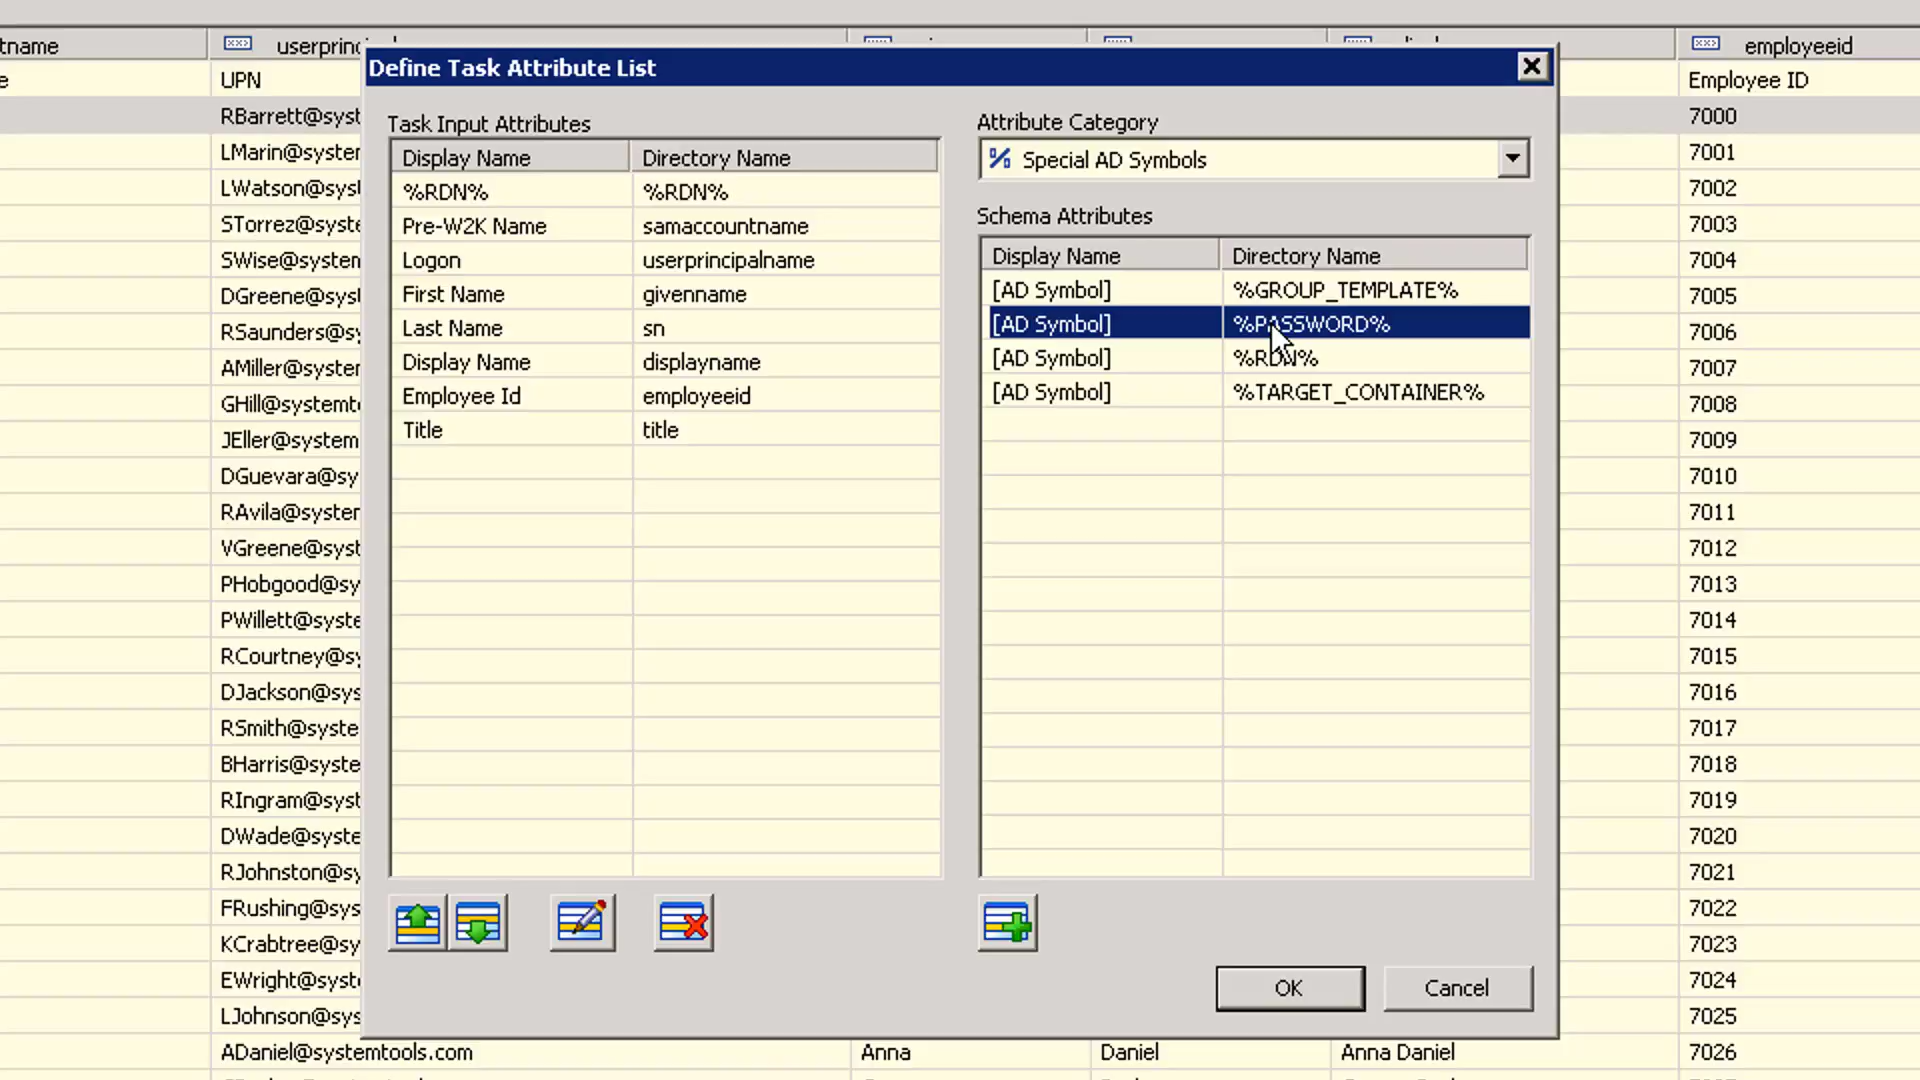 tname userprinc employeeid
e UPN Employee ID
RBarrett@syst 7000
LMarin@system 7001
LWatson@syst 7002
STorrez@syste 7003
SWise@system 7004
DGreene@syst 7005
RSaunders@sy 7006
AMiller@system 7007
GHill@systemto 7008
JEller@system 7009
DGuevara@sy 7010
RAvila@system 7011
VGreene@syst 7012
PHobgood@sy 7013
PWillett@syste 7014
RCourtney@sy 7015
DJackson@sys 7016
RSmith@syste 7017
BHarris@syste 7018
RIngram@syst 7019
DWade@syste 7020
RJohnston@sy 7021
FRushing@sys 7022
KCrabtree@sy 7023
EWright@syste 7024
LJohnson@sys 7025
ADaniel@systemtools.com Anna Daniel Anna Daniel 7026
Define Task Attribute List
Task Input Attributes
Display Name Directory Name
%RDN% %RDN%
Pre-W2K Name samaccountname
Logon userprincipalname
First Name givenname
Last Name sn
Display Name displayname
Employee Id employeeid
Title title
Attribute Category
Special AD Symbols
Schema Attributes
Display Name Directory Name
[AD Symbol] %GROUP_TEMPLATE%
[AD Symbol] %PASSWORD%
[AD Symbol] %RDN%
[AD Symbol] %TARGET_CONTAINER%
OK Cancel